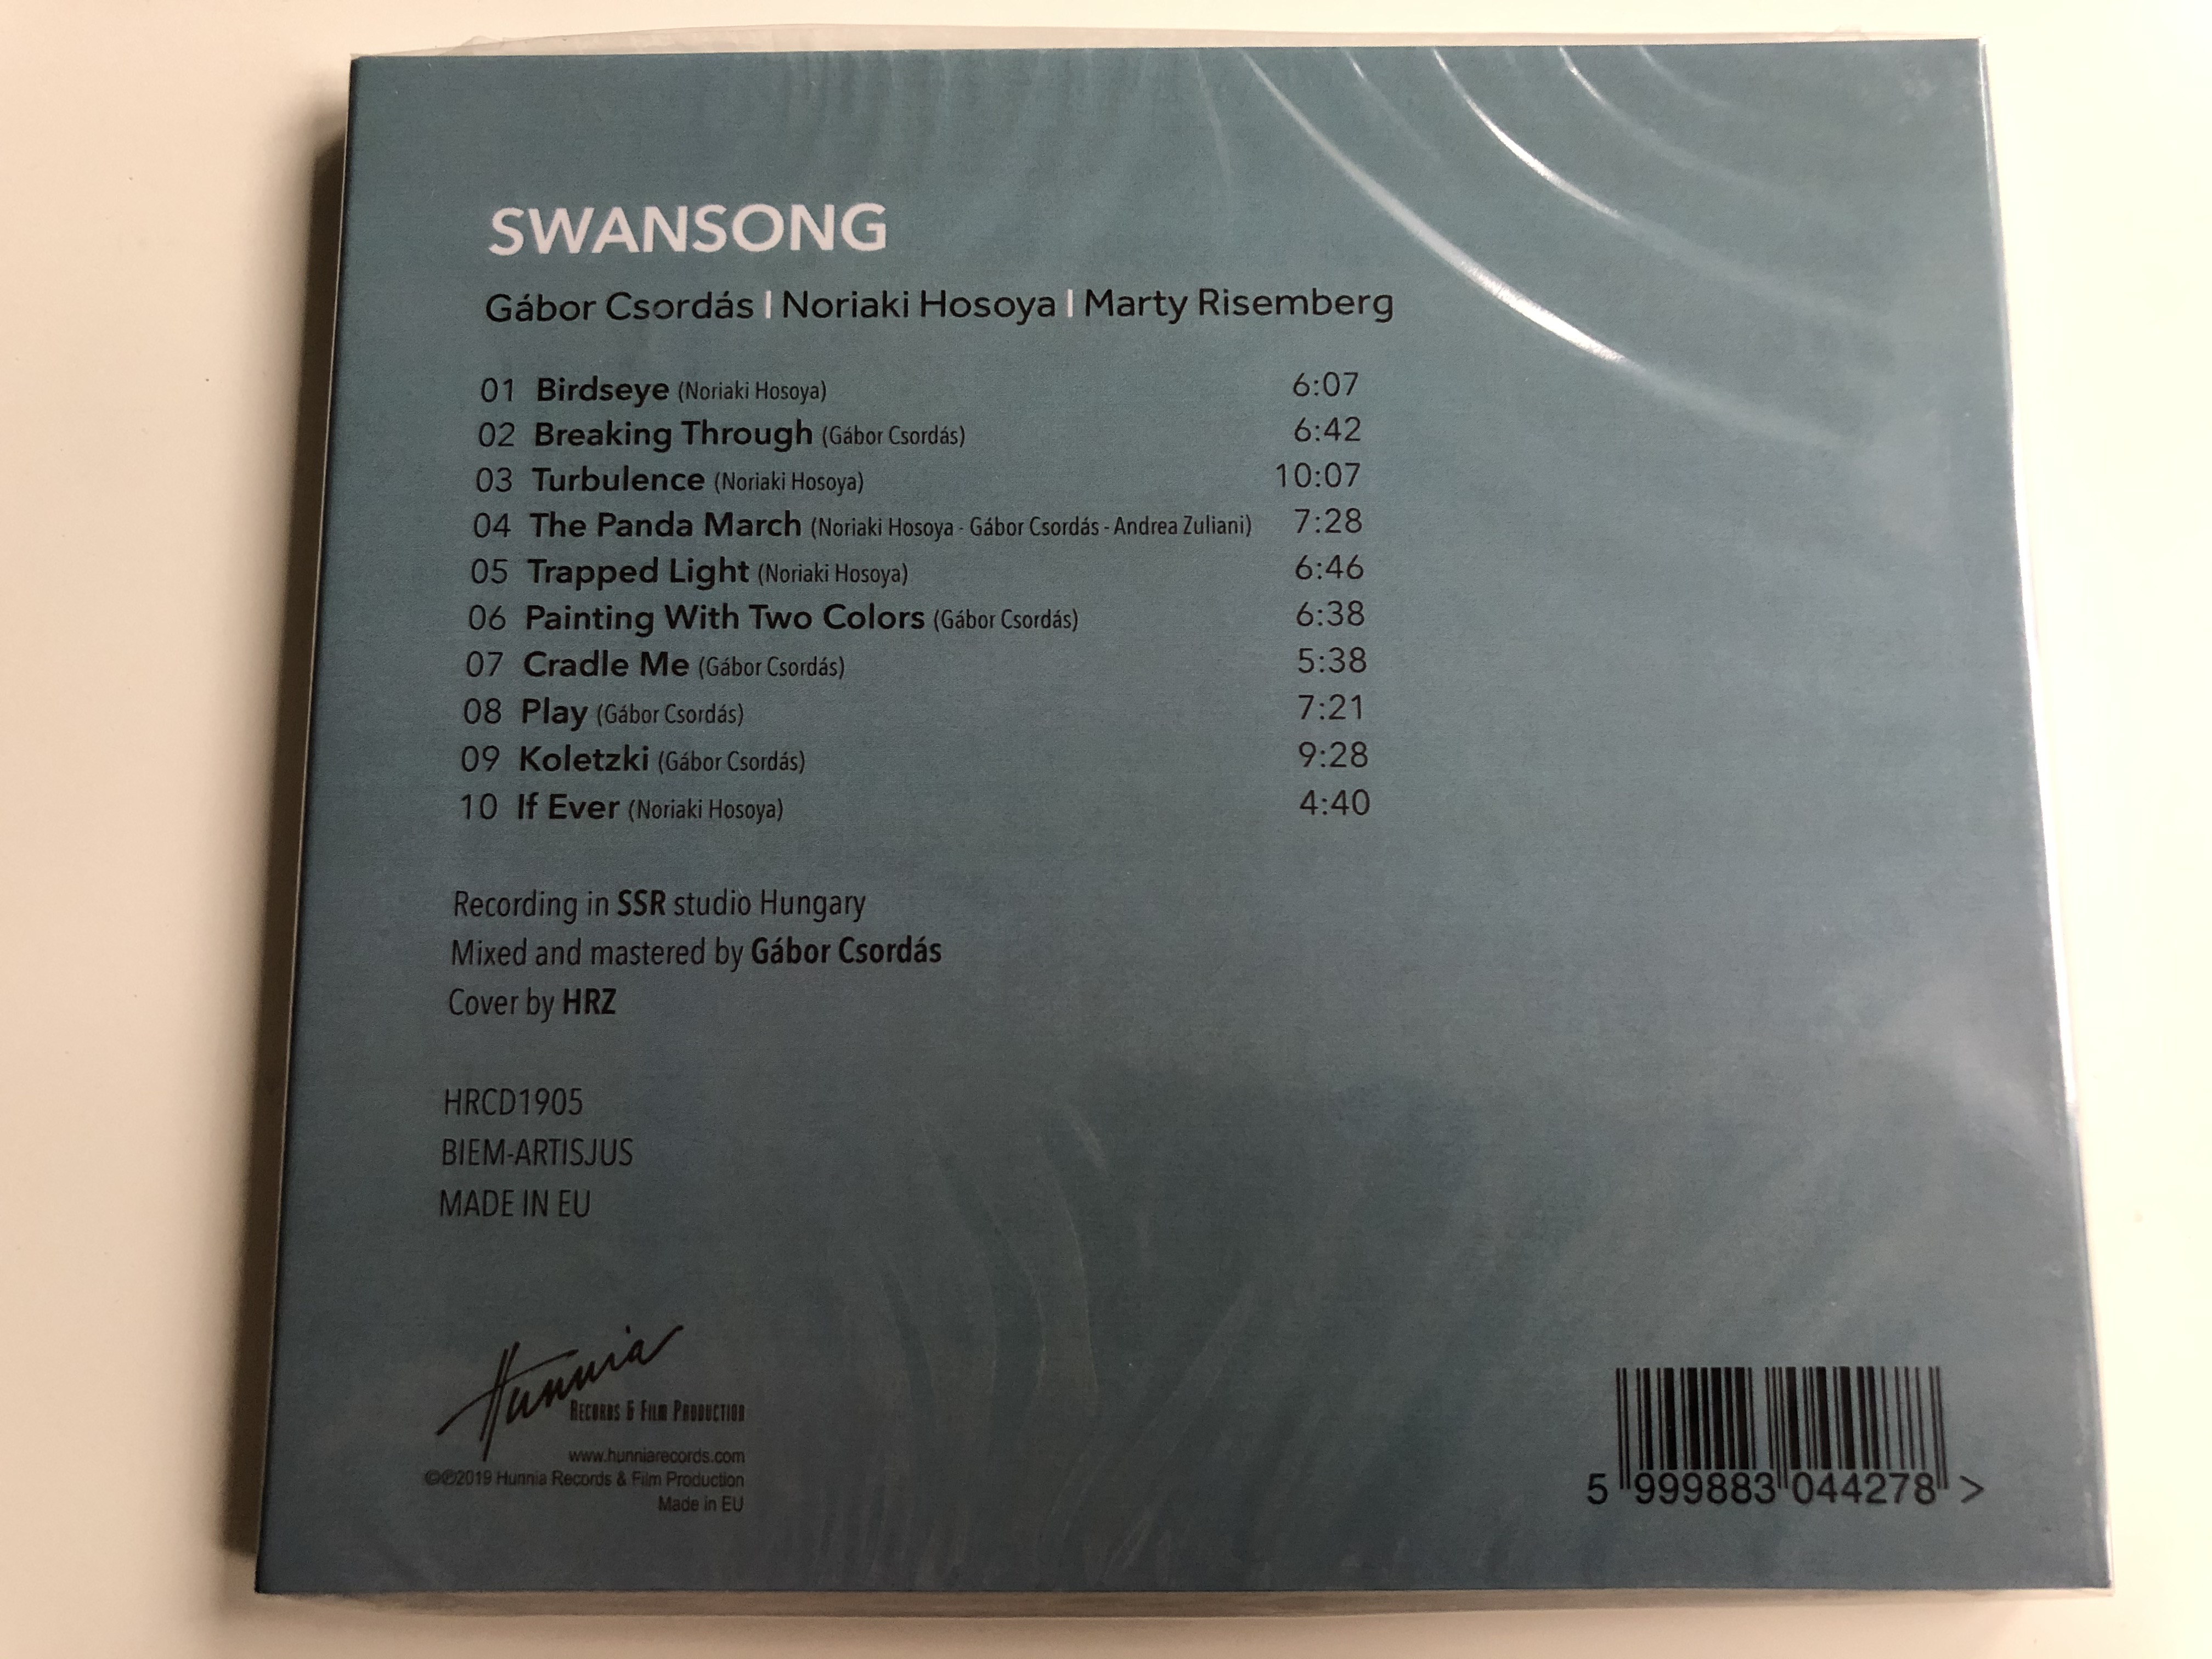 SWANSONG
Gábor Csordás | Noriaki Hosoya | Marty Risemberg
01 Birdseye (Noriaki Hosoya) 6:07
02 Breaking Through (Gábor Csordás) 6:42
03 Turbulence (Noriaki Hosoya) 10:07
04 The Panda March (Noriaki Hosoya - Gábor Csordás - Andrea Zuliani) 7:28
05 Trapped Light (Noriaki Hosoya) 6:46
06 Painting With Two Colors (Gábor Csordás) 6:38
07 Cradle Me (Gábor Csordás) 5:38
08 Play (Gábor Csordás) 7:21
09 Koletzki (Gábor Csordás) 9:28
10 If Ever (Noriaki Hosoya) 4:40
Recording in SSR studio Hungary
Mixed and mastered by Gábor Csordás
Cover by HRZ
HRCD1905
BIEM-ARTISJUS
MADE IN EU
Hunnia
RECORDS & FILM PRODUCTION
www.hunniarecords.com
©℗2019 Hunnia Records & Film Production
Made in EU
5 999883 044278 >